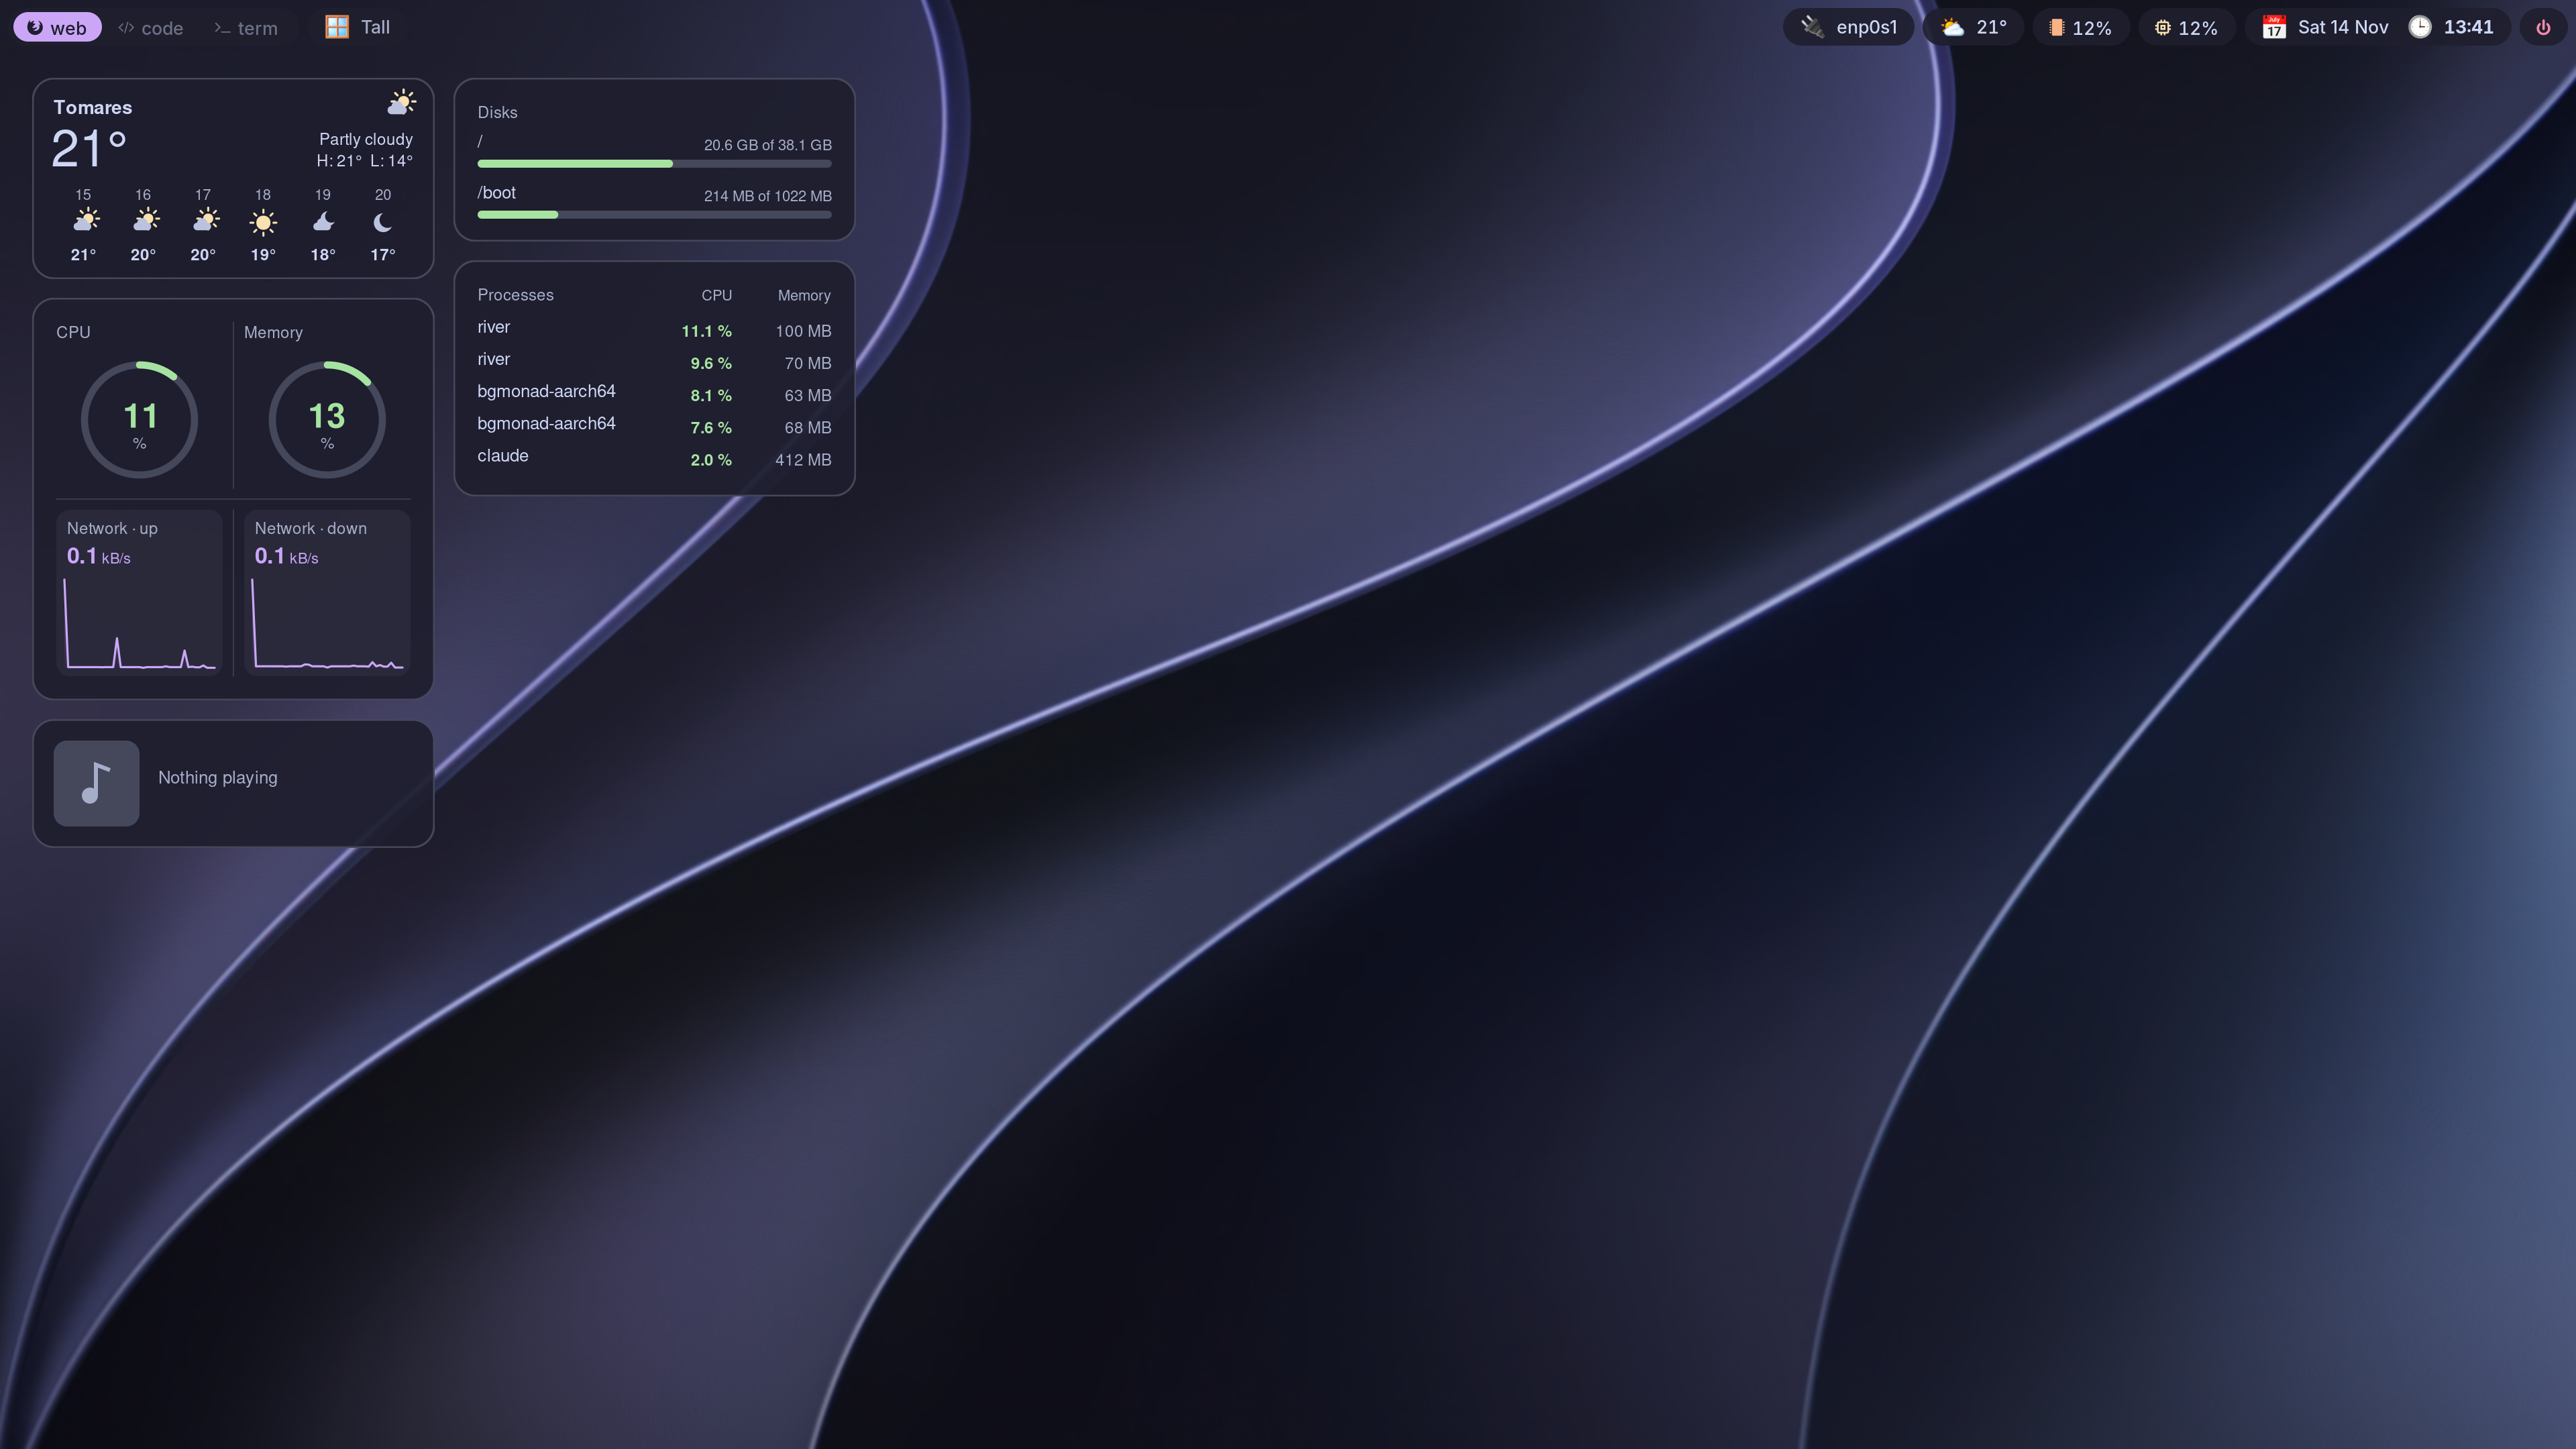 web code term Tall
enp0s1 21° 12% 12% Sat 14 Nov 13:41
Tomares
21°
Partly cloudy
H: 21° L: 14°
15 16 17 18 19 20
21° 20° 20° 19° 18° 17°
CPU Memory
11 13
% %
Network · up Network · down
0.1 kB/s 0.1 kB/s
Nothing playing
Disks
/ 20.6 GB of 38.1 GB
/boot 214 MB of 1022 MB
Processes CPU Memory
river 11.1 % 100 MB
river 9.6 % 70 MB
bgmonad-aarch64 8.1 % 63 MB
bgmonad-aarch64 7.6 % 68 MB
claude 2.0 % 412 MB